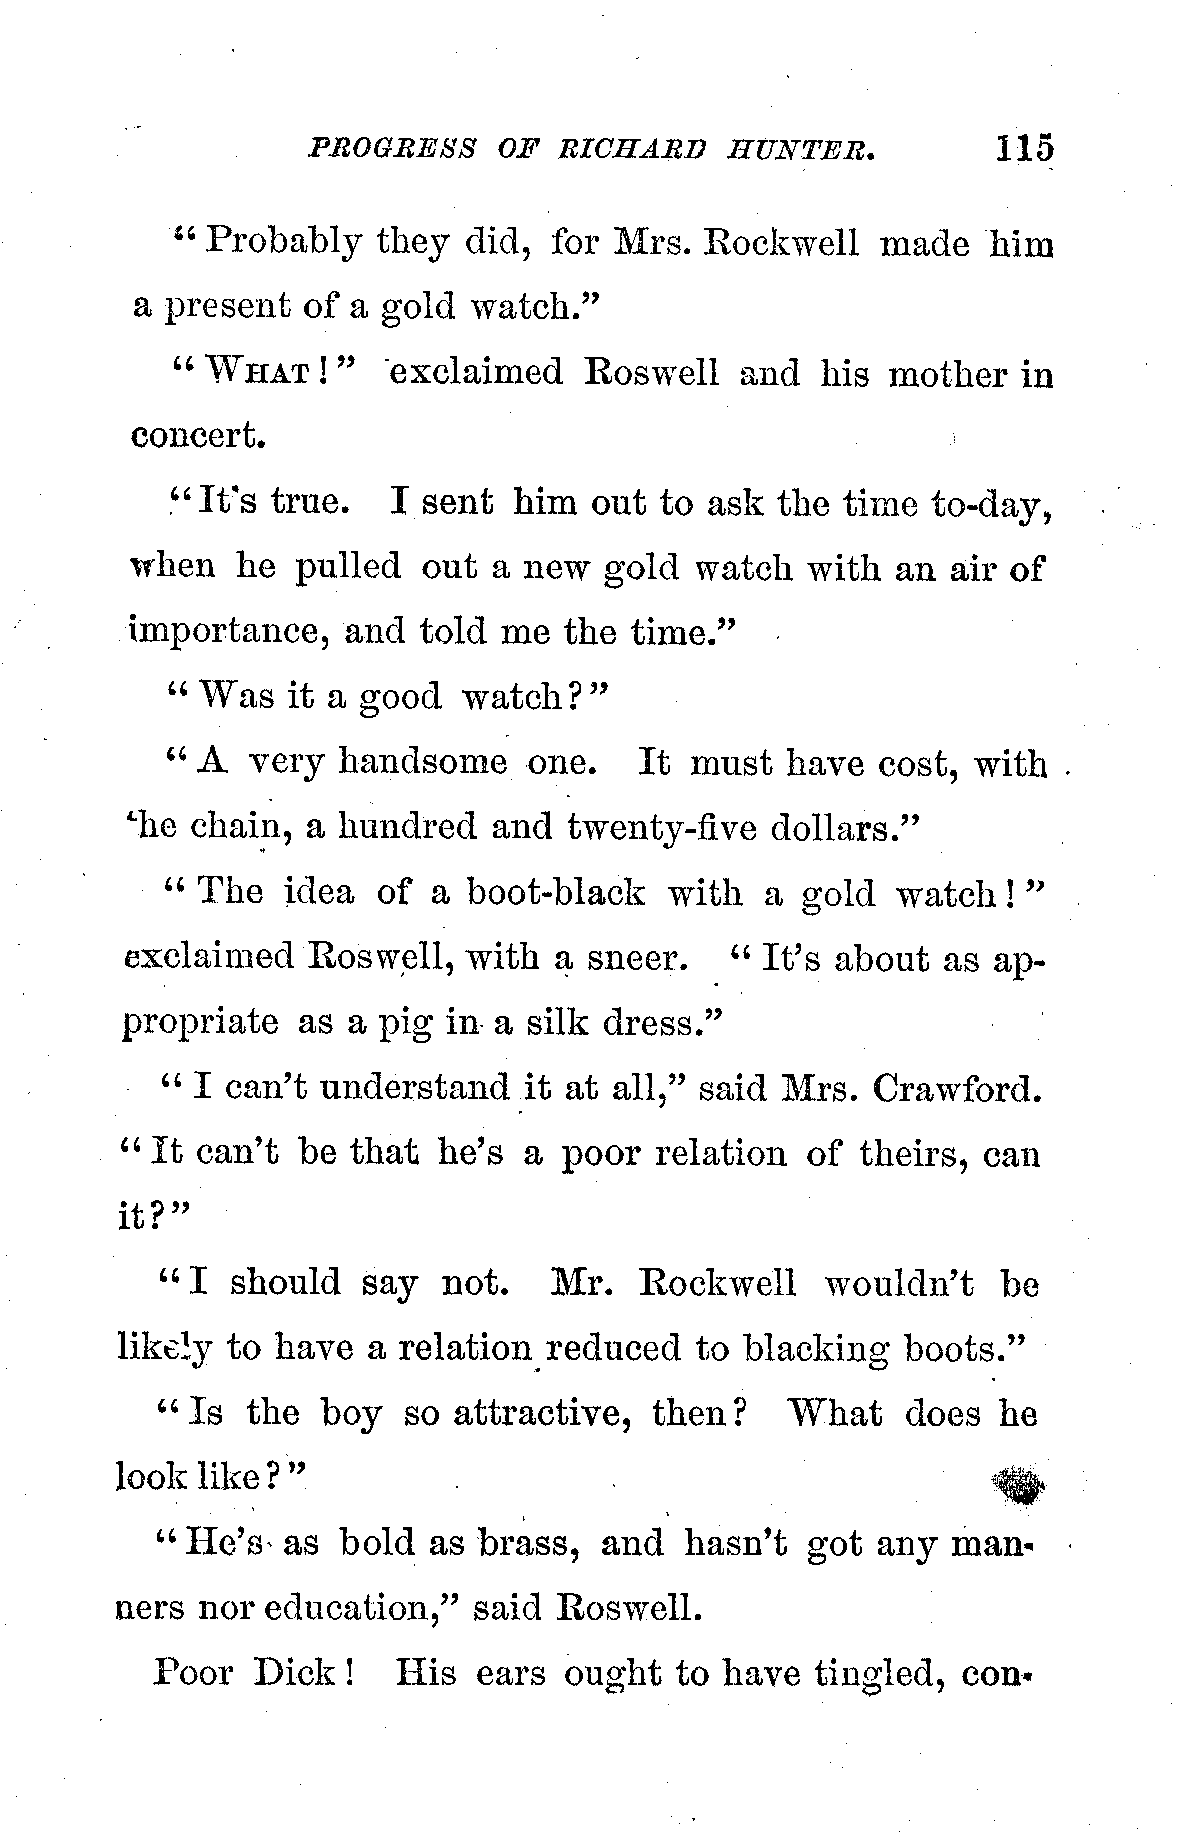 PROGRESS OF RICHARD HUNTER. 115
“Probably they did, for Mrs. Rockwell made him
a present of a gold watch.”
“WHAT!” exclaimed Roswell and his mother in
concert.
“It's true. I sent him out to ask the time to-day,
when he pulled out a new gold watch with an air of
importance, and told me the time.”
“Was it a good watch?”
“A very handsome one. It must have cost, with
the chain, a hundred and twenty-five dollars.”
“The idea of a boot-black with a gold watch!”
exclaimed Roswell, with a sneer. “It’s about as ap-
propriate as a pig in a silk dress.”
“I can’t understand it at all,” said Mrs. Crawford.
“It can’t be that he’s a poor relation of theirs, can
it?”
“I should say not. Mr. Rockwell wouldn’t be
likely to have a relation reduced to blacking boots.”
“Is the boy so attractive, then? What does he
look like?”
“He’s as bold as brass, and hasn’t got any man-
ners nor education,” said Roswell.
Poor Dick! His ears ought to have tingled, con-